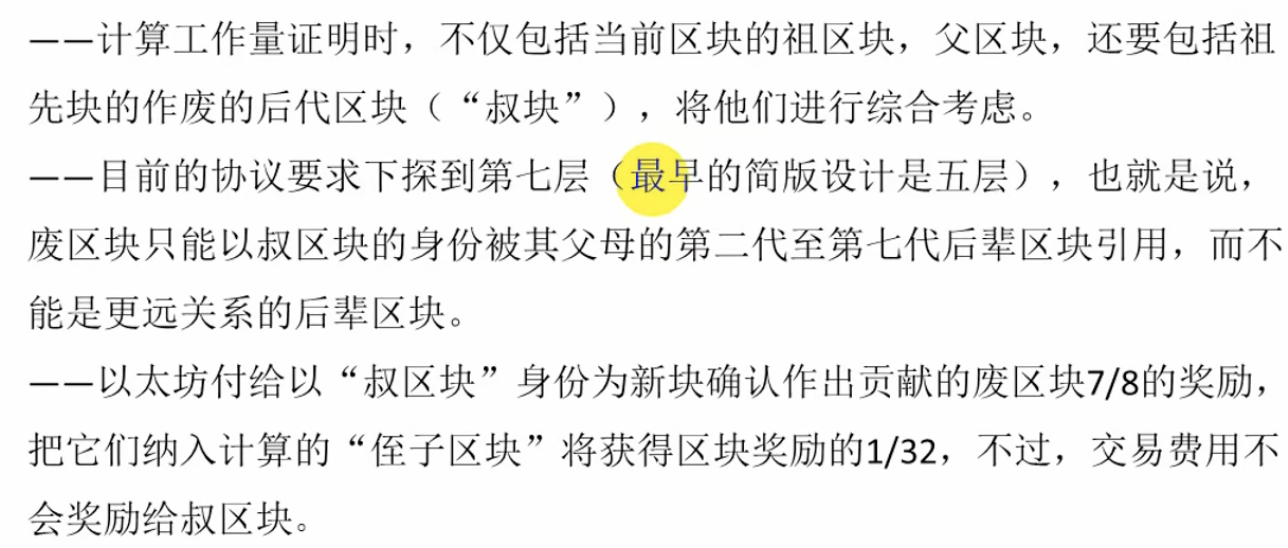 ——计算工作量证明时，不仅包括当前区块的祖区块，父区块，还要包括祖
先块的作废的后代区块（“叔块”），将他们进行综合考虑。
——目前的协议要求下探到第七层（最早的简版设计是五层），也就是说，
废区块只能以叔区块的身份被其父母的第二代至第七代后辈区块引用，而不
能是更远关系的后辈区块。
——以太坊付给以“叔区块”身份为新块确认作出贡献的废区块7/8的奖励，
把它们纳入计算的“侄子区块”将获得区块奖励的1/32，不过，交易费用不
会奖励给叔区块。